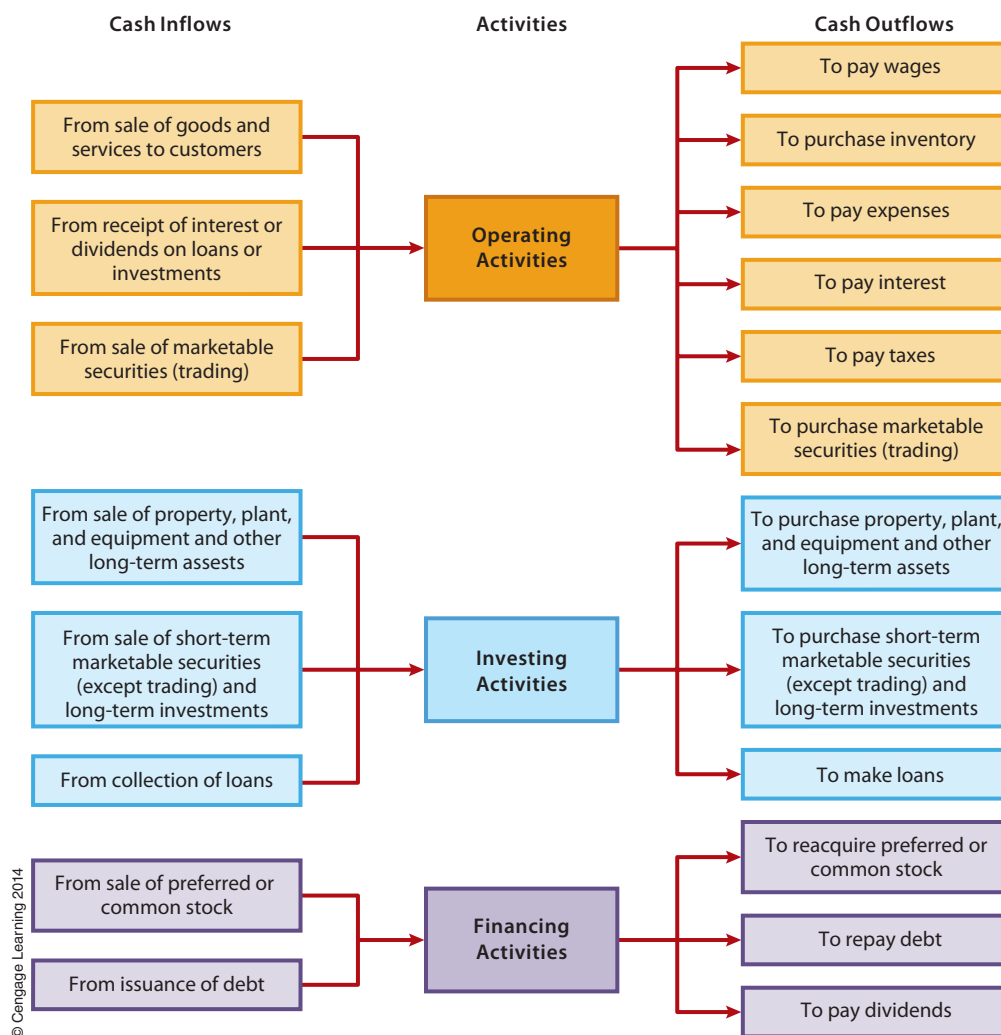 Cash Inflows
Activities
Cash Outflows
From sale of goods and
services to customers
From receipt of interest or
dividends on loans or
investments
From sale of marketable
securities (trading)
Operating
Activities
To pay wages
To purchase inventory
To pay expenses
To pay interest
To pay taxes
To purchase marketable
securities (trading)
From sale of property, plant,
and equipment and other
long-term assests
From sale of short-term
marketable securities
(except trading) and
long-term investments
From collection of loans
Investing
Activities
To purchase property, plant,
and equipment and other
long-term assets
To purchase short-term
marketable securities
(except trading) and
long-term investments
To make loans
From sale of preferred or
common stock
From issuance of debt
Financing
Activities
To reacquire preferred or
common stock
To repay debt
To pay dividends
© Cengage Learning 2014